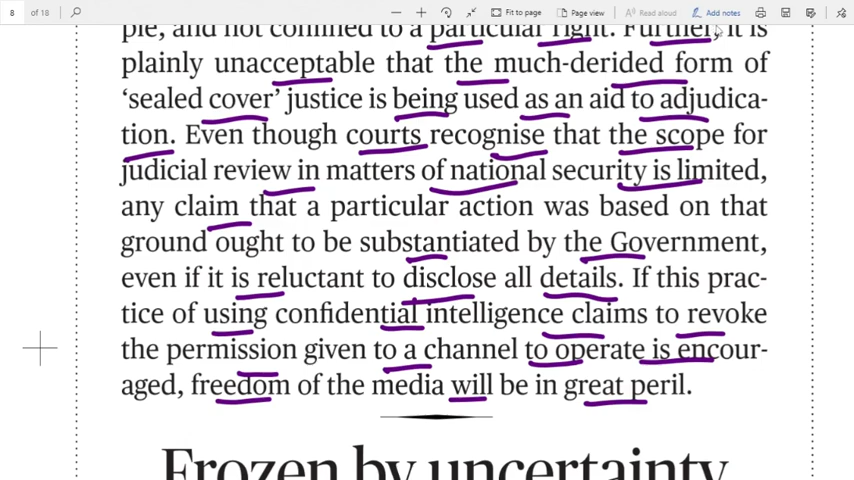 8 of 18 Fit to page Page view Read aloud Add notes
ple, and not confined to a particular right. Further, it is
plainly unacceptable that the much-derided form of
‘sealed cover’ justice is being used as an aid to adjudica-
tion. Even though courts recognise that the scope for
judicial review in matters of national security is limited,
any claim that a particular action was based on that
ground ought to be substantiated by the Government,
even if it is reluctant to disclose all details. If this prac-
tice of using confidential intelligence claims to revoke
the permission given to a channel to operate is encour-
aged, freedom of the media will be in great peril.
Frozen by uncertainty